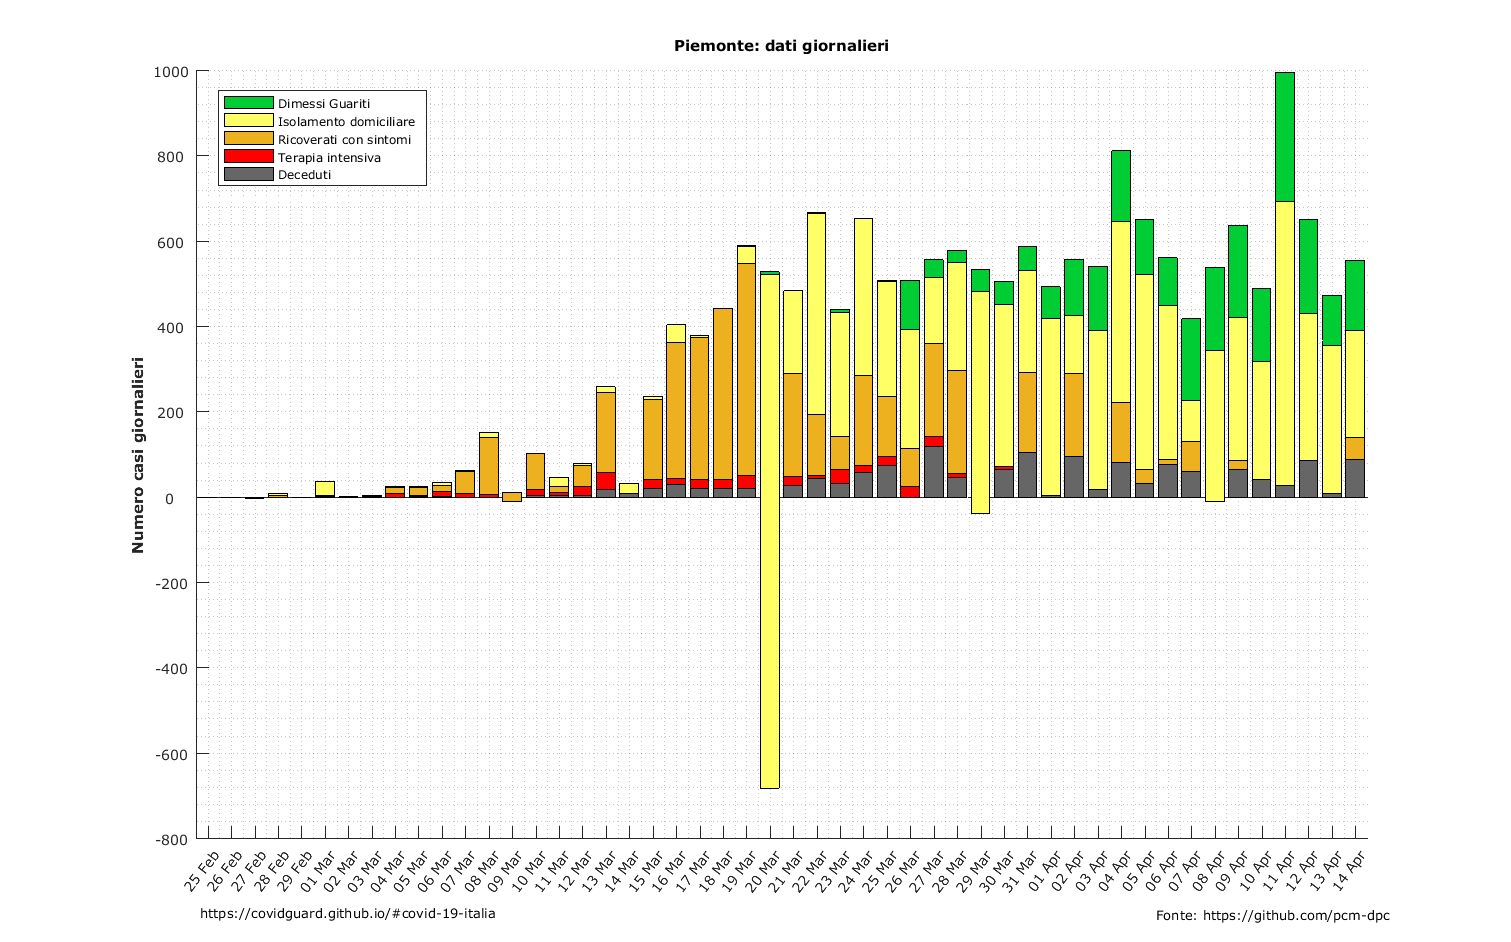 Piemonte: dati giornalieri
1000
800
600
400
200
0
-200
-400
-600
-800
Numero casi giornalieri
Dimessi Guariti
Isolamento domiciliare
Ricoverati con sintomi
Terapia intensiva
Deceduti
25 Feb
26 Feb
27 Feb
28 Feb
29 Feb
01 Mar
02 Mar
03 Mar
04 Mar
05 Mar
06 Mar
07 Mar
08 Mar
09 Mar
10 Mar
11 Mar
12 Mar
13 Mar
14 Mar
15 Mar
16 Mar
17 Mar
18 Mar
19 Mar
20 Mar
21 Mar
22 Mar
23 Mar
24 Mar
25 Mar
26 Mar
27 Mar
28 Mar
29 Mar
30 Mar
31 Mar
01 Apr
02 Apr
03 Apr
04 Apr
05 Apr
06 Apr
07 Apr
08 Apr
09 Apr
10 Apr
11 Apr
12 Apr
13 Apr
14 Apr
https://covidguard.github.io/#covid-19-italia
Fonte: https://github.com/pcm-dpc